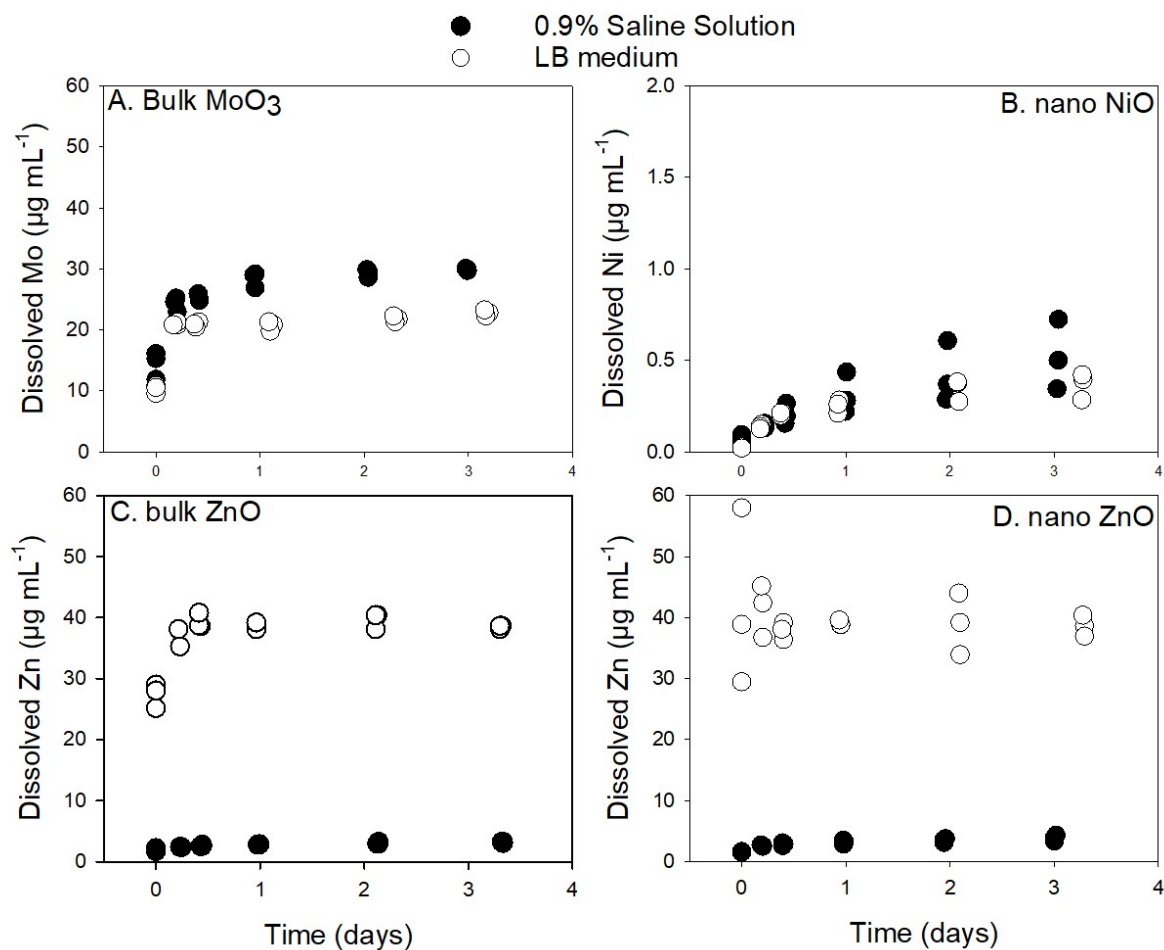 0.9% Saline Solution
LB medium
A. Bulk MoO3
Dissolved Mo (µg mL-1)
60
50
40
30
20
10
0
0 1 2 3 4
B. nano NiO
Dissolved Ni (µg mL-1)
2.0
1.5
1.0
0.5
0.0
0 1 2 3 4
C. bulk ZnO
Dissolved Zn (µg mL-1)
60
50
40
30
20
10
0
0 1 2 3 4
Time (days)
D. nano ZnO
Dissolved Zn (µg mL-1)
60
50
40
30
20
10
0
0 1 2 3 4
Time (days)